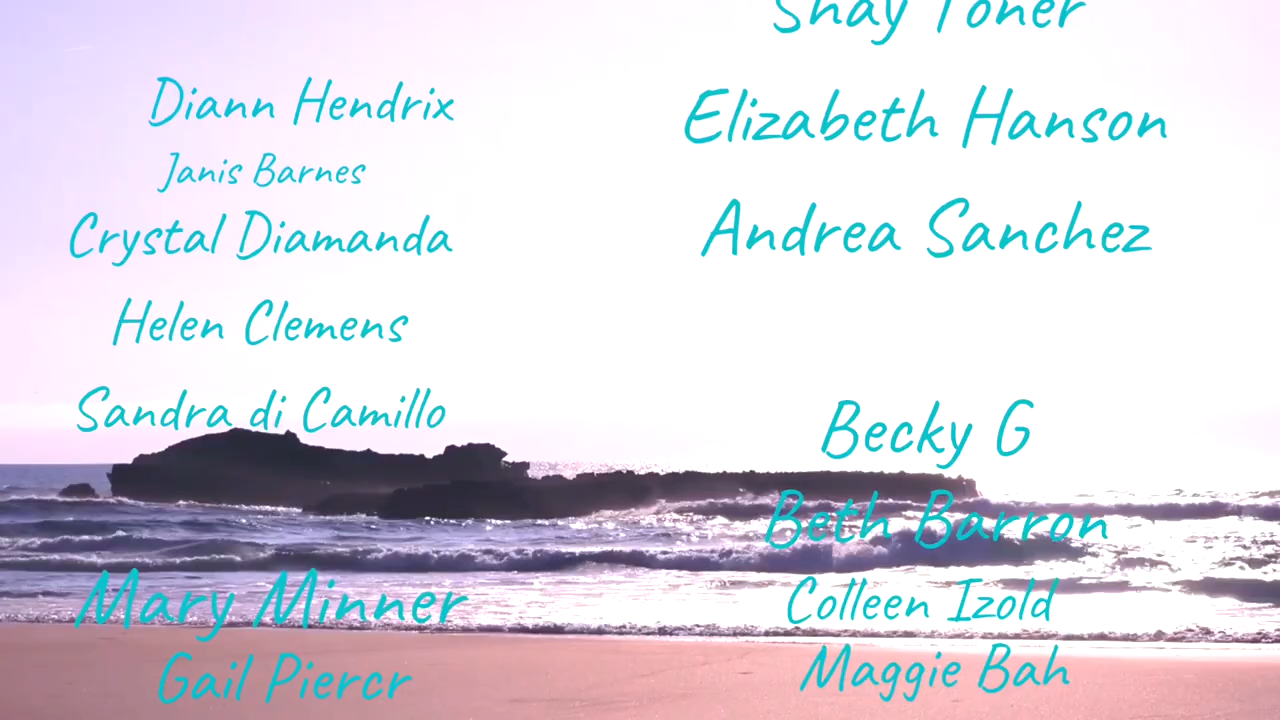 Diann Hendrix
Janis Barnes
Crystal Diamanda
Helen Clemens
Sandra di Camillo
Mary Minner
Gail Piercr
Shay Toner
Elizabeth Hanson
Andrea Sanchez
Becky G
Beth Barron
Colleen Izold
Maggie Bah